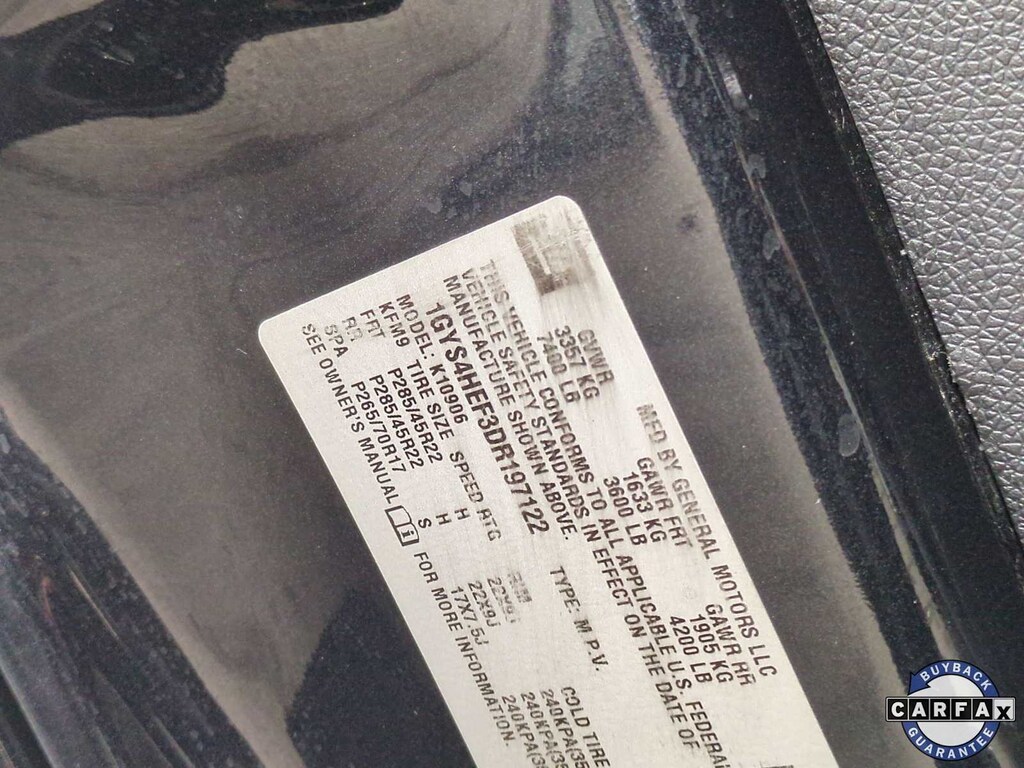 MFD BY GENERAL MOTORS LLC
GVWR GAWR FRT GAWR RR
3357 KG 1633 KG 1905 KG
7400 LB 3600 LB 4200 LB
THIS VEHICLE CONFORMS TO ALL APPLICABLE U.S. FEDERAL
VEHICLE SAFETY STANDARDS IN EFFECT ON THE DATE OF
MANUFACTURE SHOWN ABOVE.
1GYS4HEF3DR197122 TYPE: M.P.V.
MODEL: K10906
KFM9 TIRE SIZE SPEED RTG RIM COLD TIRE
FRT P285/45R22 H 22X9J 240KPA(35
RR P285/45R22 H 22X9J 240KPA(35
SPA P265/70R17 S 17X7.5J 240KPA(3
SEE OWNER'S MANUAL FOR MORE INFORMATION.
BUYBACK
CARFAX
GUARANTEE